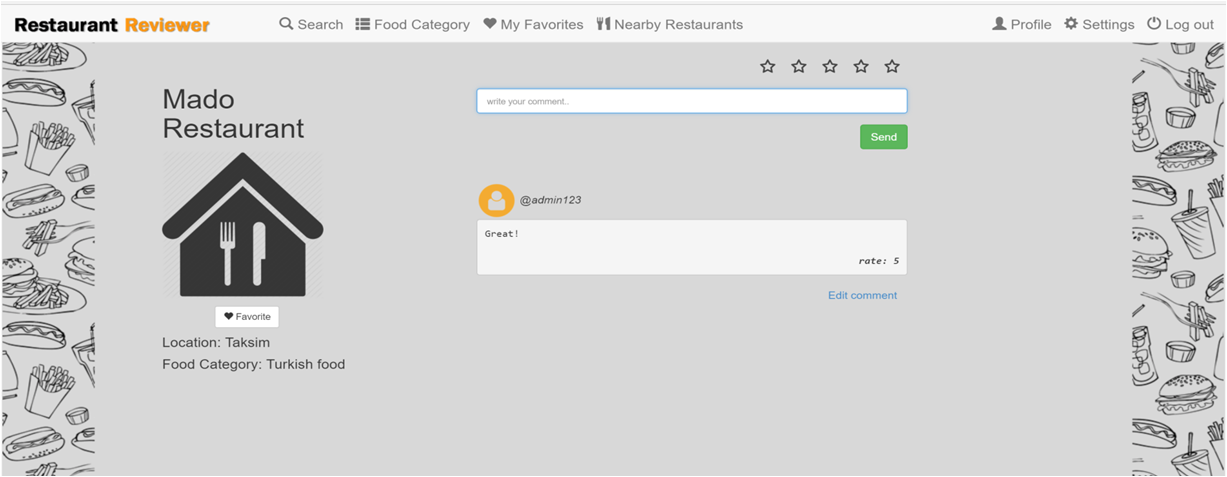 Restaurant Reviewer Search Food Category My Favorites Nearby Restaurants Profile Settings Log out
Mado
Restaurant
Favorite
Location: Taksim
Food Category: Turkish food
write your comment..
Send
@admin123
Great!
rate: 5
Edit comment